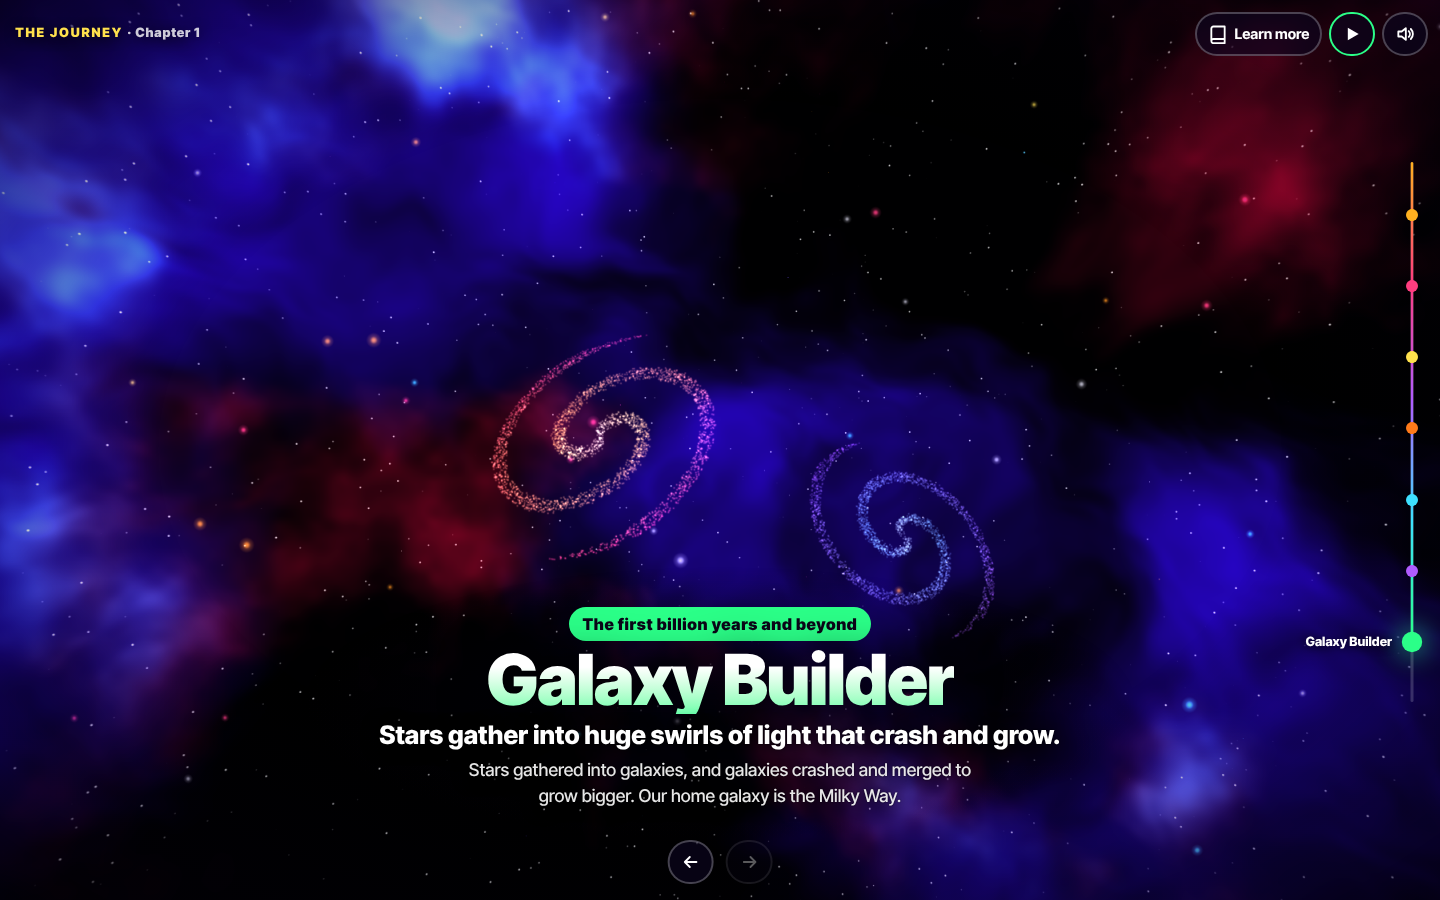 THE JOURNEY · Chapter 1
Learn more
Galaxy Builder
The first billion years and beyond
Galaxy Builder
Stars gather into huge swirls of light that crash and grow.
Stars gathered into galaxies, and galaxies crashed and merged to
grow bigger. Our home galaxy is the Milky Way.